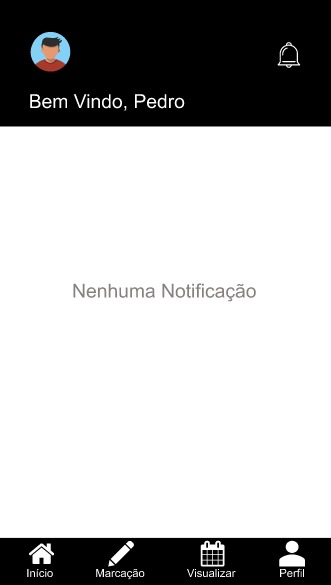 Bem Vindo, Pedro
Nenhuma Notificação
Início
Marcação
Visualizar
Perfil